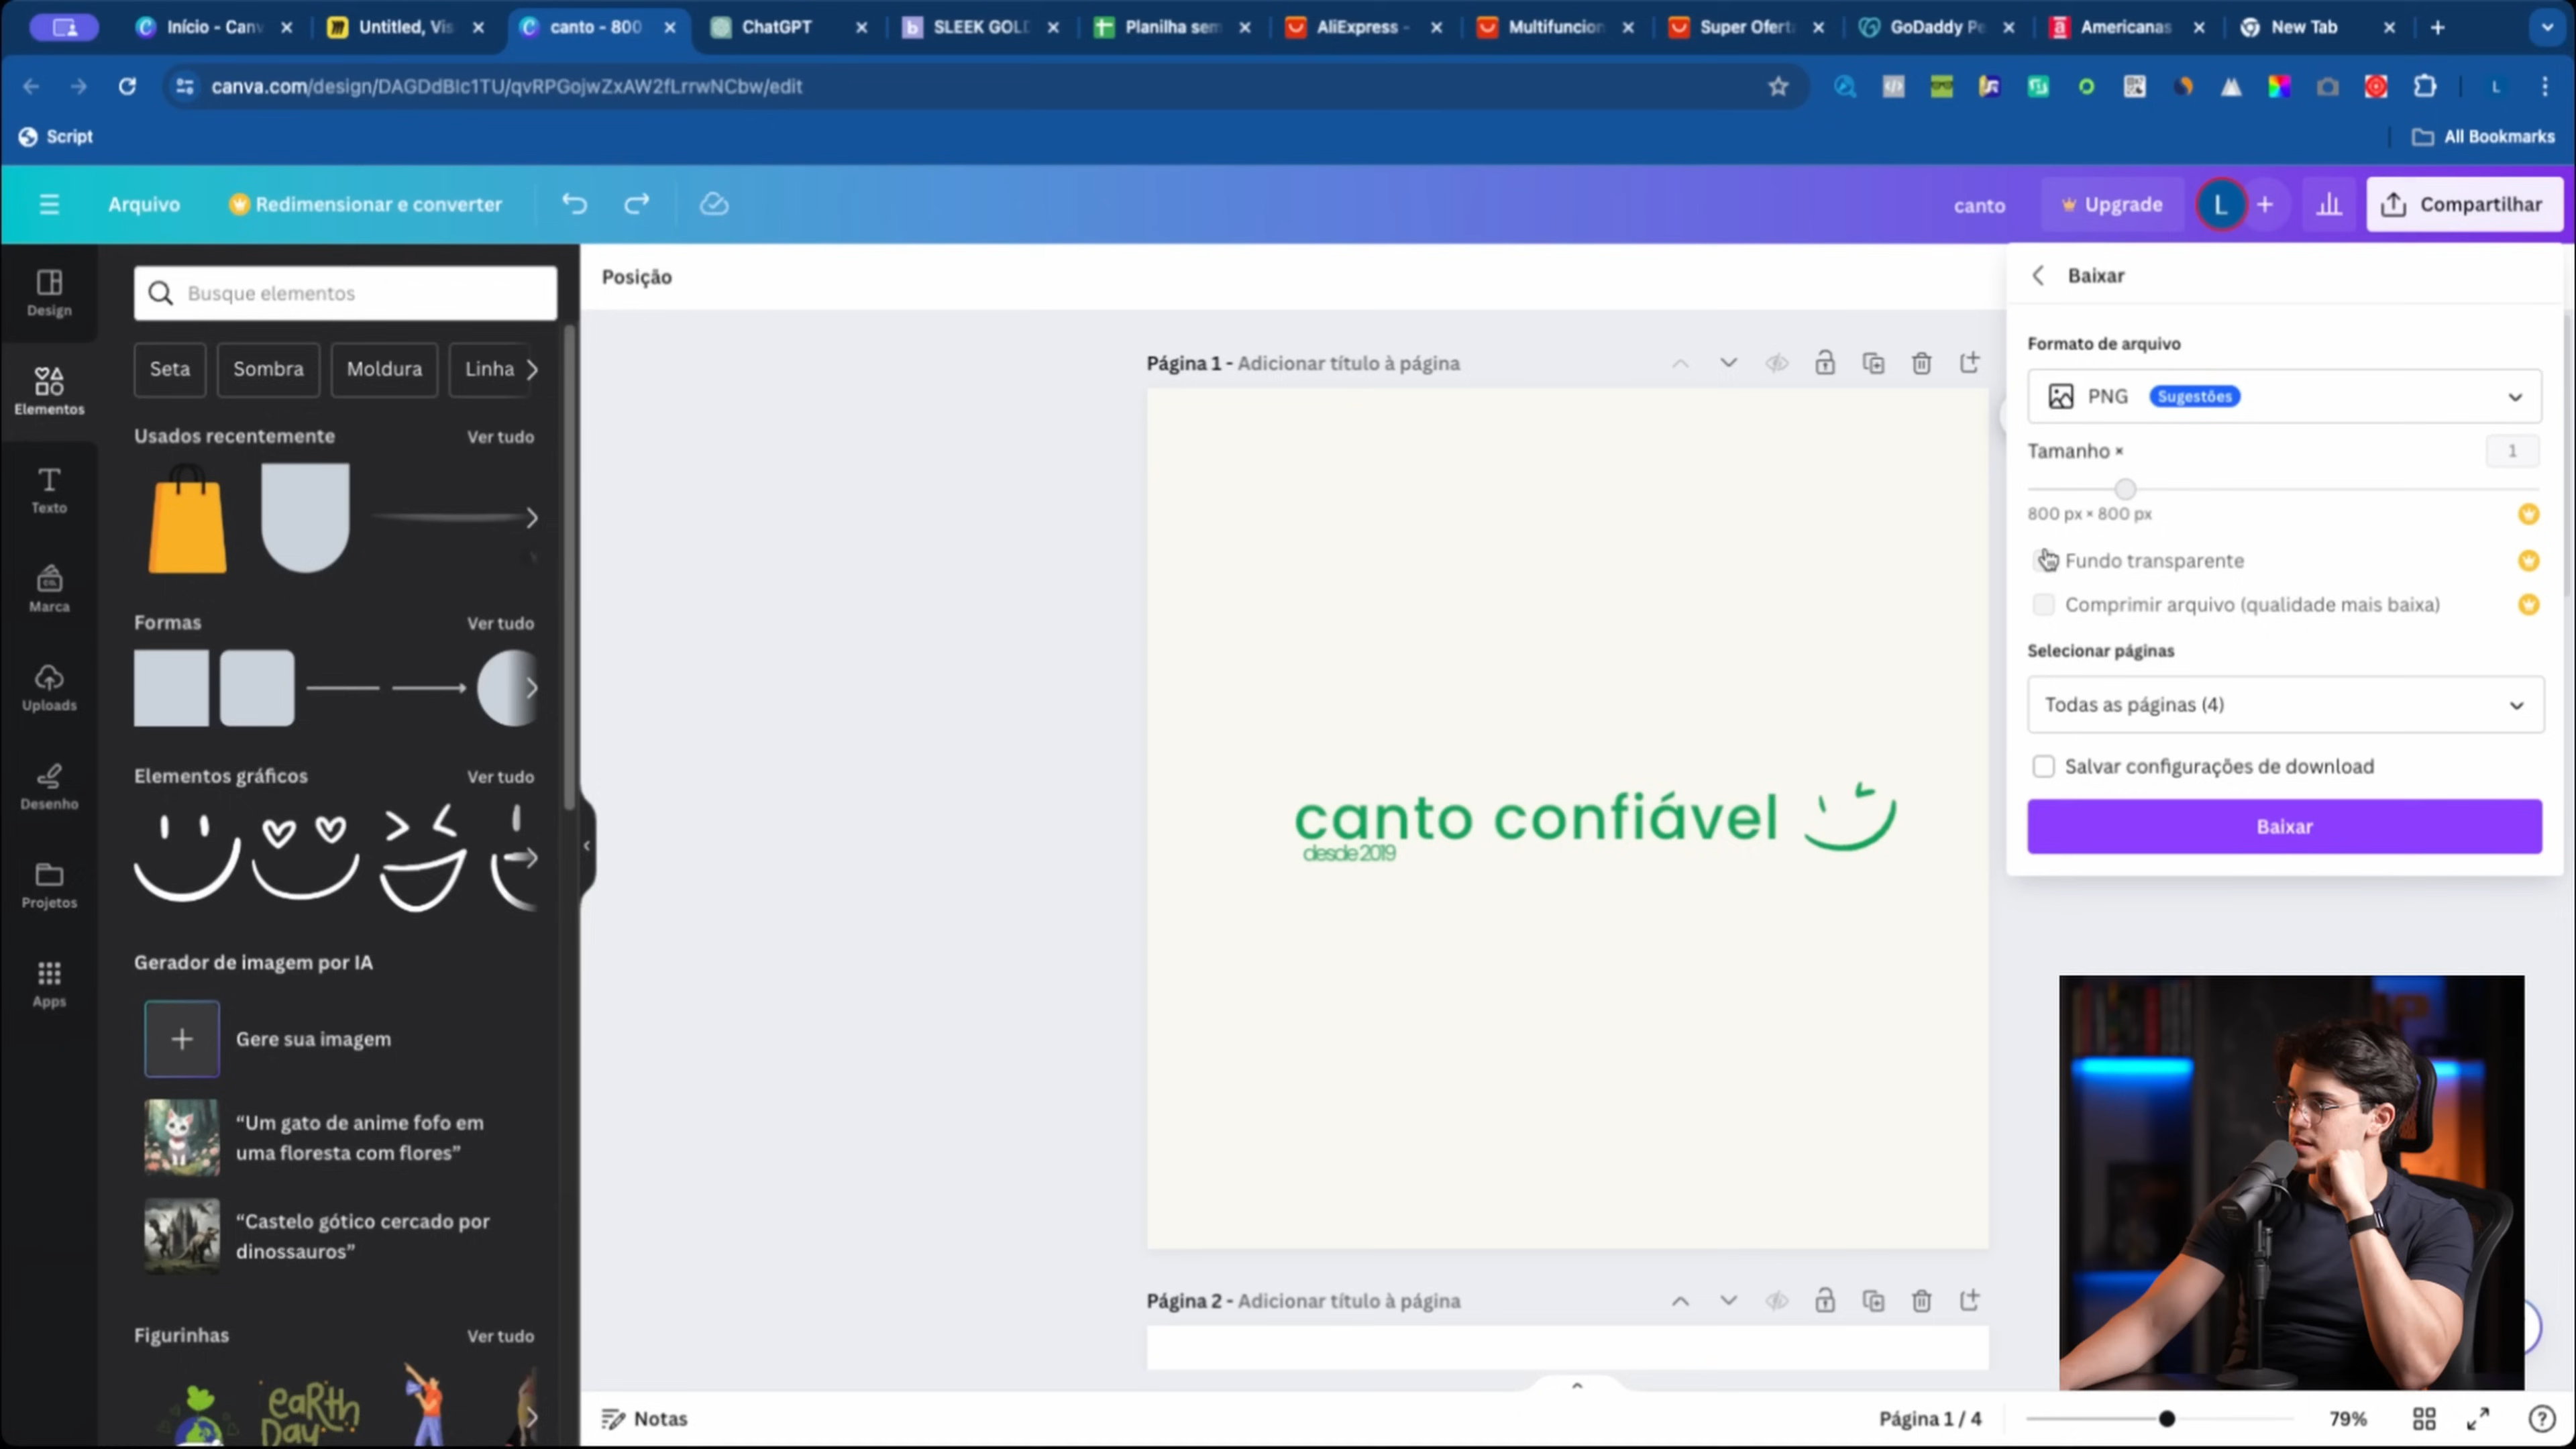 Início - Canv
Untitled, Vis
canto - 800
ChatGPT
SLEEK GOLD
Planilha sem
AliExpress -
Multifuncion
Super Ofert
GoDaddy Pe
Americanas
New Tab
canva.com/design/DAGDdBIc1TU/qvRPGojwZxAW2fLrrwNCbw/edit
L
Script
All Bookmarks
Arquivo
Redimensionar e converter
canto
Upgrade
L
Compartilhar
Design
Elementos
Texto
Marca
Uploads
Desenho
Projetos
Apps
Busque elementos
Seta
Sombra
Moldura
Linha
Usados recentemente
Ver tudo
Formas
Ver tudo
Elementos gráficos
Ver tudo
Gerador de imagem por IA
Gere sua imagem
“Um gato de anime fofo em
uma floresta com flores”
“Castelo gótico cercado por
dinossauros”
Figurinhas
Ver tudo
eaRth
Day
Posição
Página 1 - Adicionar título à página
canto confiável
desde 2019
Página 2 - Adicionar título à página
Baixar
Formato de arquivo
PNG
Sugestões
Tamanho ×
1
800 px × 800 px
Fundo transparente
Comprimir arquivo (qualidade mais baixa)
Selecionar páginas
Todas as páginas (4)
Salvar configurações de download
Baixar
Notas
Página 1 / 4
79%